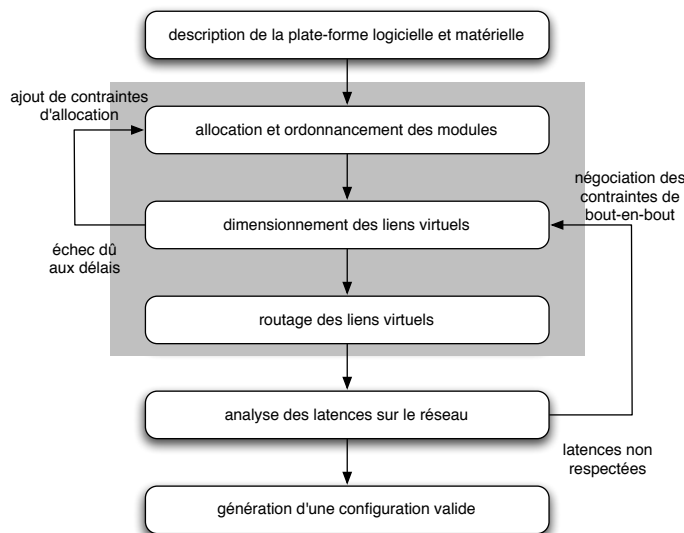 description de la plate-forme logicielle et matérielle
ajout de contraintes
d'allocation
allocation et ordonnancement des modules
négociation des
contraintes de
bout-en-bout
dimensionnement des liens virtuels
échec dû
aux délais
routage des liens virtuels
analyse des latences sur le réseau
latences non
respectées
génération d'une configuration valide